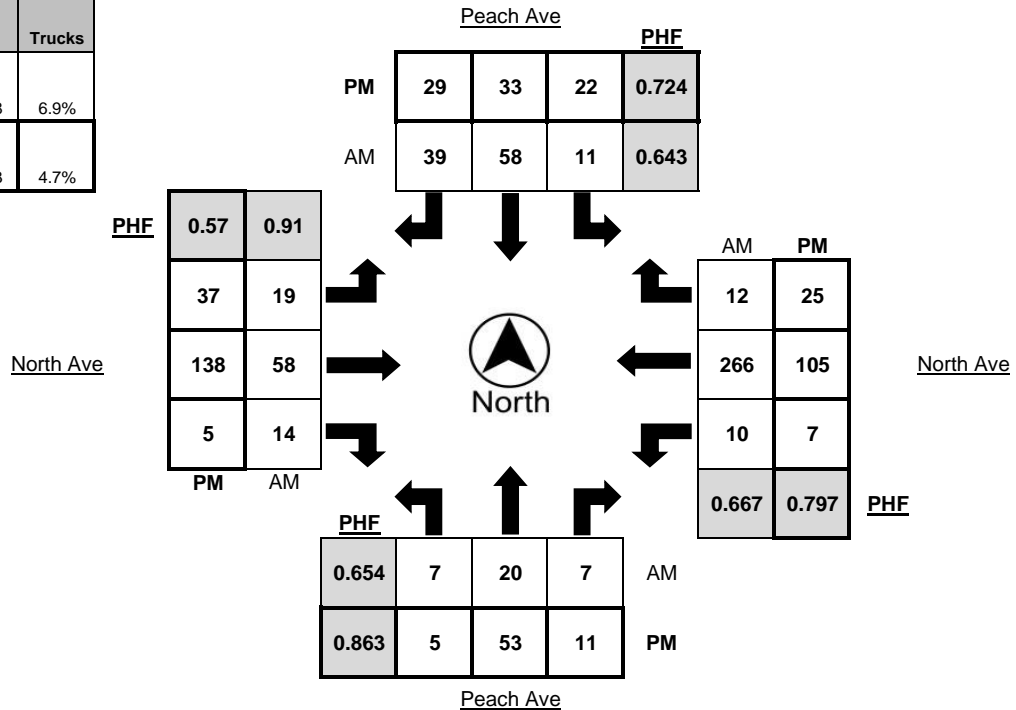 Peach Ave
Trucks
PHF
PM 29 33 22 0.724
6.9%
AM 39 58 11 0.643
4.7%
PHF 0.57 0.91
AM PM
37 19
12 25
North Ave 138 58
North
266 105 North Ave
5 14
10 7
PM AM
0.667 0.797 PHF
PHF
0.654 7 20 7 AM
0.863 5 53 11 PM
Peach Ave